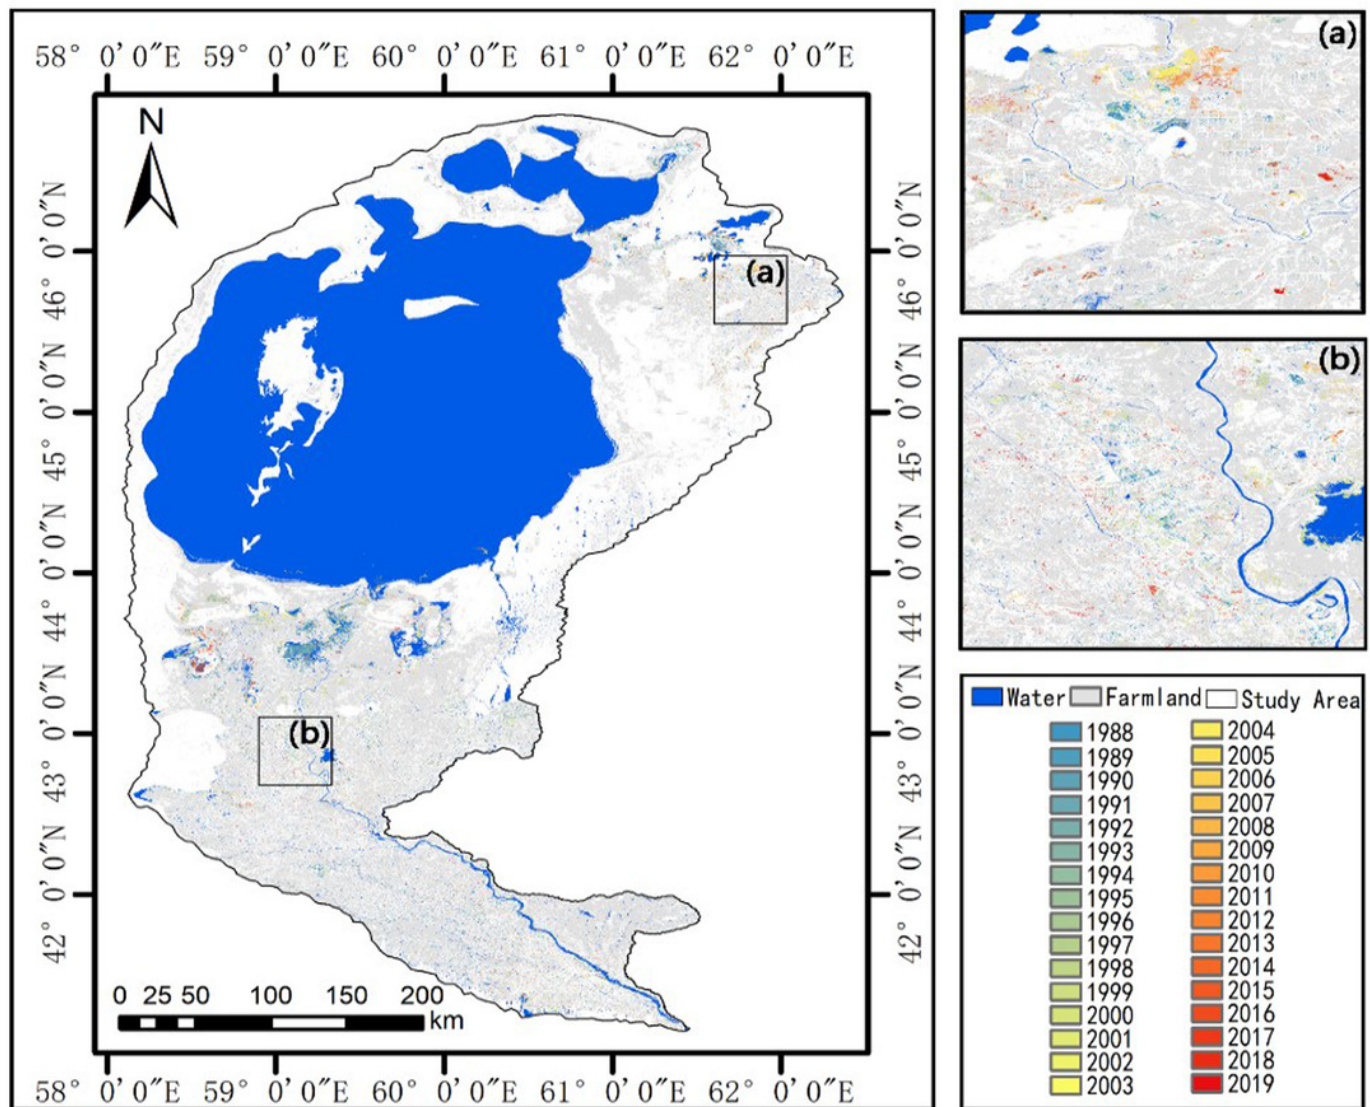 58° 0′0″E 59° 0′0″E 60° 0′0″E 61° 0′0″E 62° 0′0″E
N
46° 0′0″N
45° 0′0″N
44° 0′0″N
43° 0′0″N
42° 0′0″N
46° 0′0″N
45° 0′0″N
44° 0′0″N
43° 0′0″N
42° 0′0″N
(a)
(b)
0 25 50 100 150 200
km
58° 0′0″E 59° 0′0″E 60° 0′0″E 61° 0′0″E 62° 0′0″E
(a)
(b)
Water Farmland Study Area
1988 2004
1989 2005
1990 2006
1991 2007
1992 2008
1993 2009
1994 2010
1995 2011
1996 2012
1997 2013
1998 2014
1999 2015
2000 2016
2001 2017
2002 2018
2003 2019